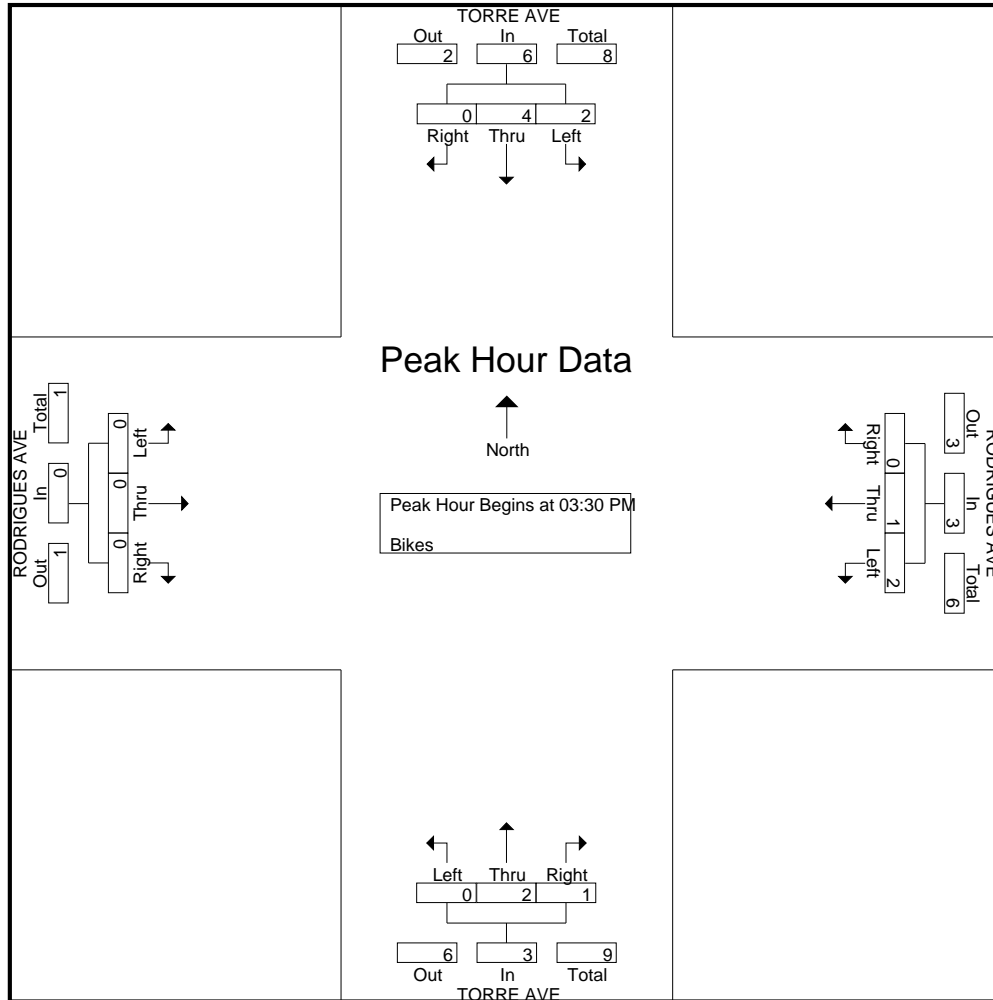 TORRE AVE
Out In Total
2 6 8
0 4 2
Right Thru Left
Peak Hour Data
North
Peak Hour Begins at 03:30 PM
Bikes
RODRIGUES AVE
Total In Out
1 0 1
0 0 0
Left Thru Right
RODRIGUES AVE
Out In Total
3 3 6
0 1 2
Right Thru Left
Left Thru Right
0 2 1
6 3 9
Out In Total
TORRE AVE